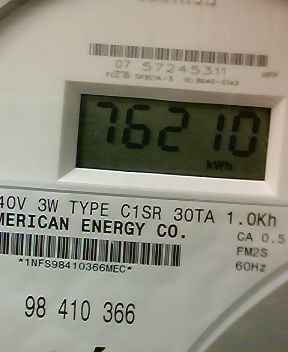 07 57245311
76210
kWh
40V 3W TYPE C1SR 30TA 1.0Kh
MERICAN ENERGY CO.
CA 0.5
FM2S
*1NFS98410366MEC*
60Hz
98 410 366